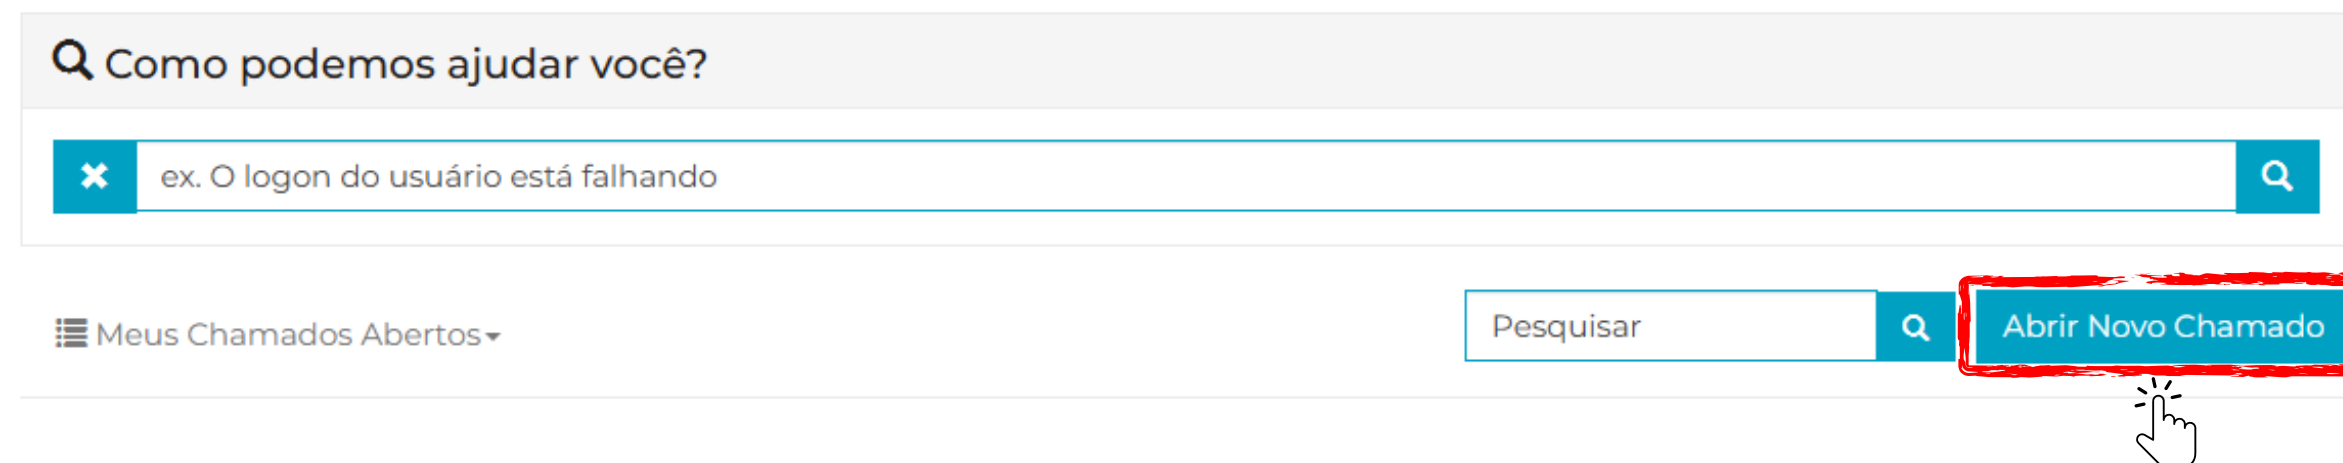 Como podemos ajudar você?
ex. O logon do usuário está falhando
Meus Chamados Abertos
Pesquisar
Abrir Novo Chamado